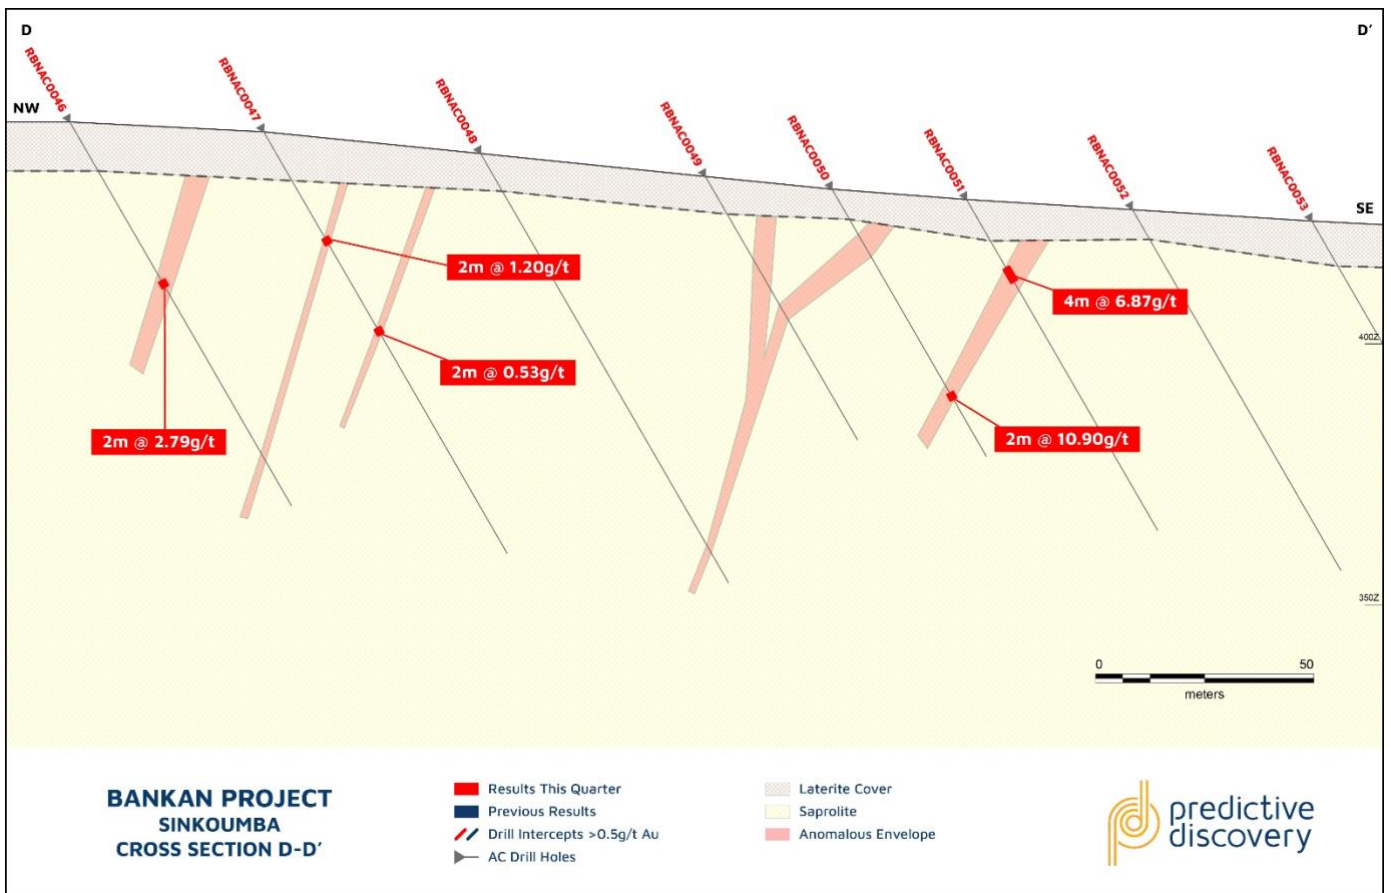 D
D'
RBNAC0046
RBNAC0047
RBNAC0048
RBNAC0049
RBNAC0050
RBNAC0051
RBNAC0052
RBNAC0053
NW
SE
2m @ 1.20g/t
4m @ 6.87g/t
400Z
2m @ 0.53g/t
2m @ 2.79g/t
2m @ 10.90g/t
350Z
0 50
meters
BANKAN PROJECT
SINKOUMBA
CROSS SECTION D-D'
Results This Quarter
Previous Results
Drill Intercepts >0.5g/t Au
AC Drill Holes
Laterite Cover
Saprolite
Anomalous Envelope
predictive
discovery